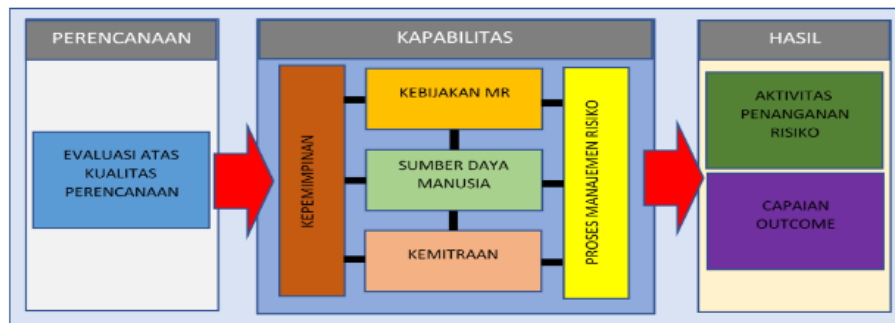 PERENCANAAN
EVALUASI ATAS
KUALITAS
PERENCANAAN
KAPABILITAS
KEPEMIMPINAN
KEBIJAKAN MR
SUMBER DAYA
MANUSIA
KEMITRAAN
PROSES MANAJEMEN RISIKO
HASIL
AKTIVITAS
PENANGANAN
RISIKO
CAPAIAN
OUTCOME